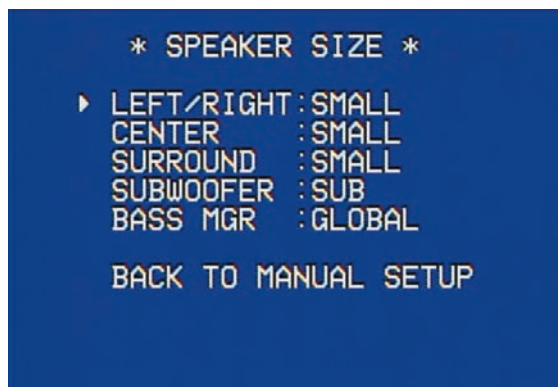 * SPEAKER SIZE *
LEFT/RIGHT:SMALL
CENTER :SMALL
SURROUND :SMALL
SUBWOOFER :SUB
BASS MGR :GLOBAL
BACK TO MANUAL SETUP